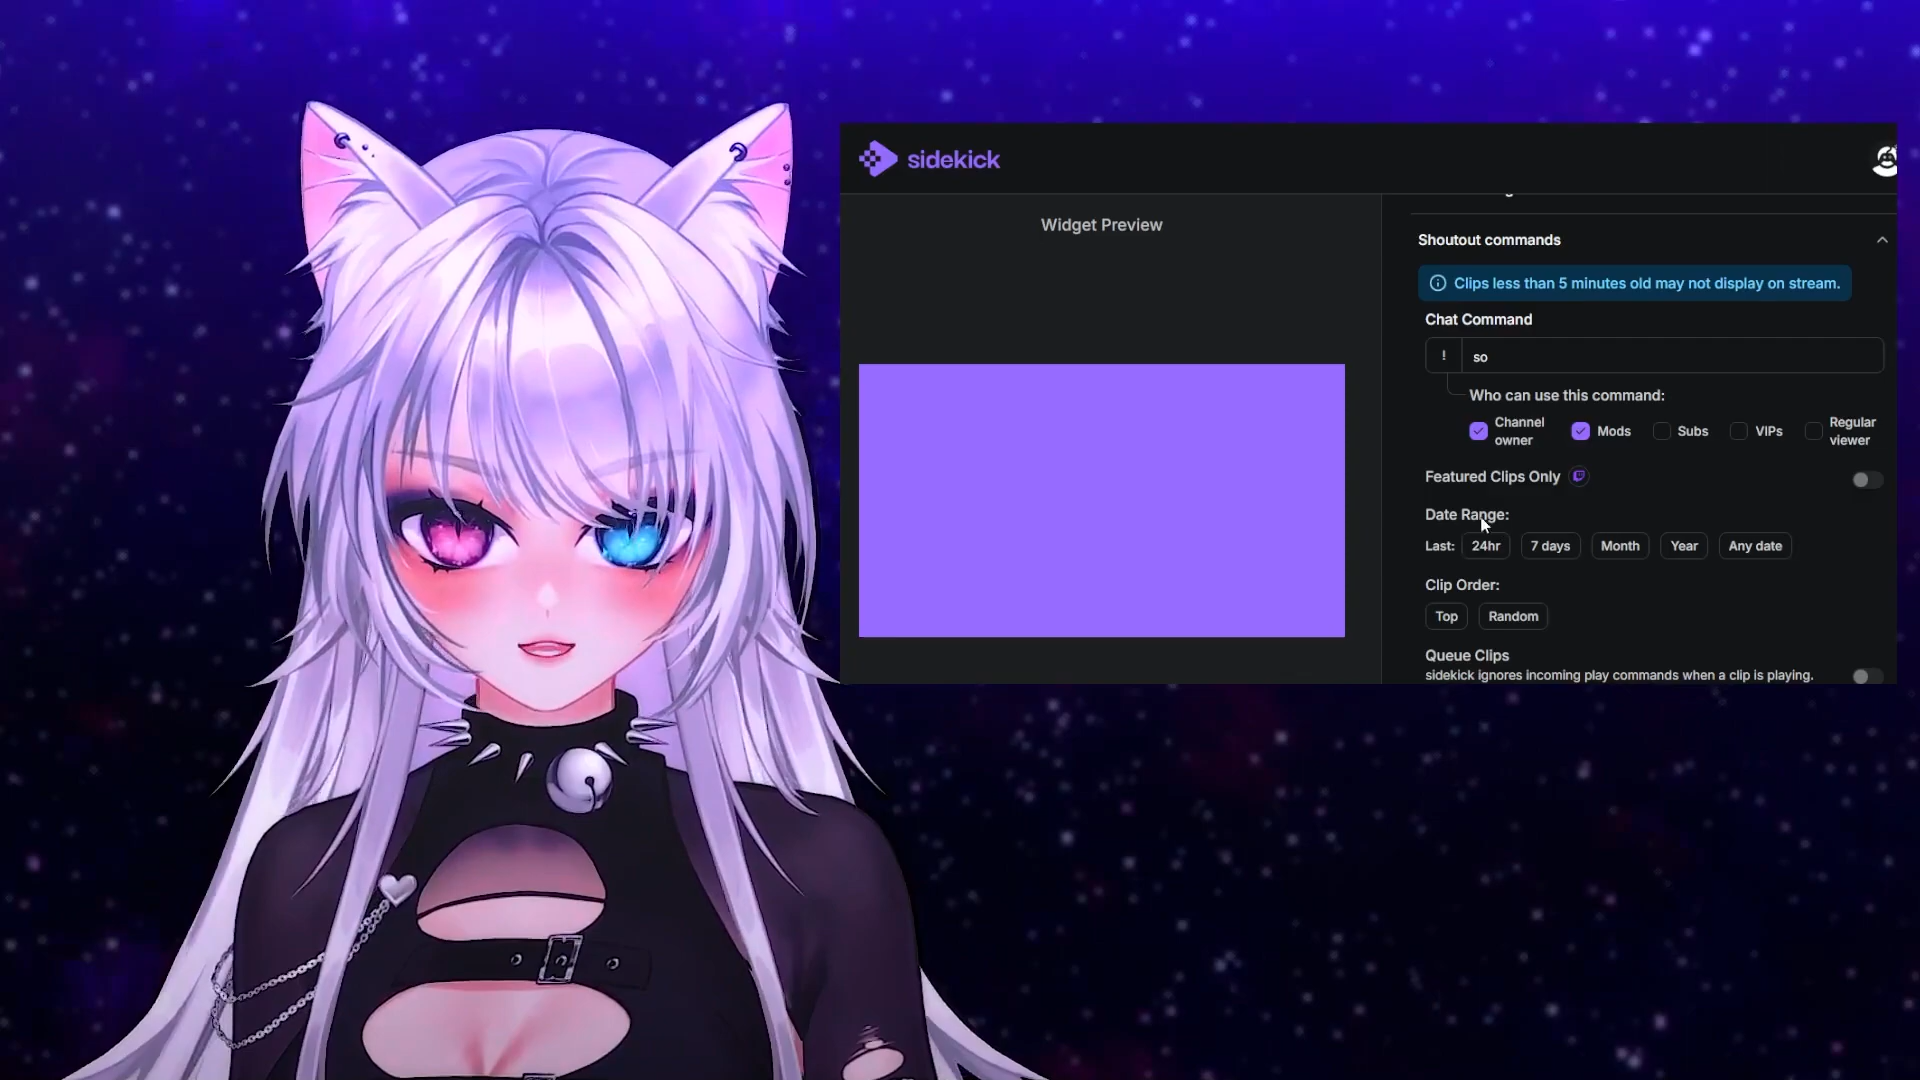 sidekick
Widget Preview
Shoutout commands
Clips less than 5 minutes old may not display on stream.
Chat Command
! so
Who can use this command:
Channel owner Mods Subs VIPs Regular viewer
Featured Clips Only
Date Range:
Last: 24hr 7 days Month Year Any date
Clip Order:
Top Random
Queue Clips
sidekick ignores incoming play commands when a clip is playing.